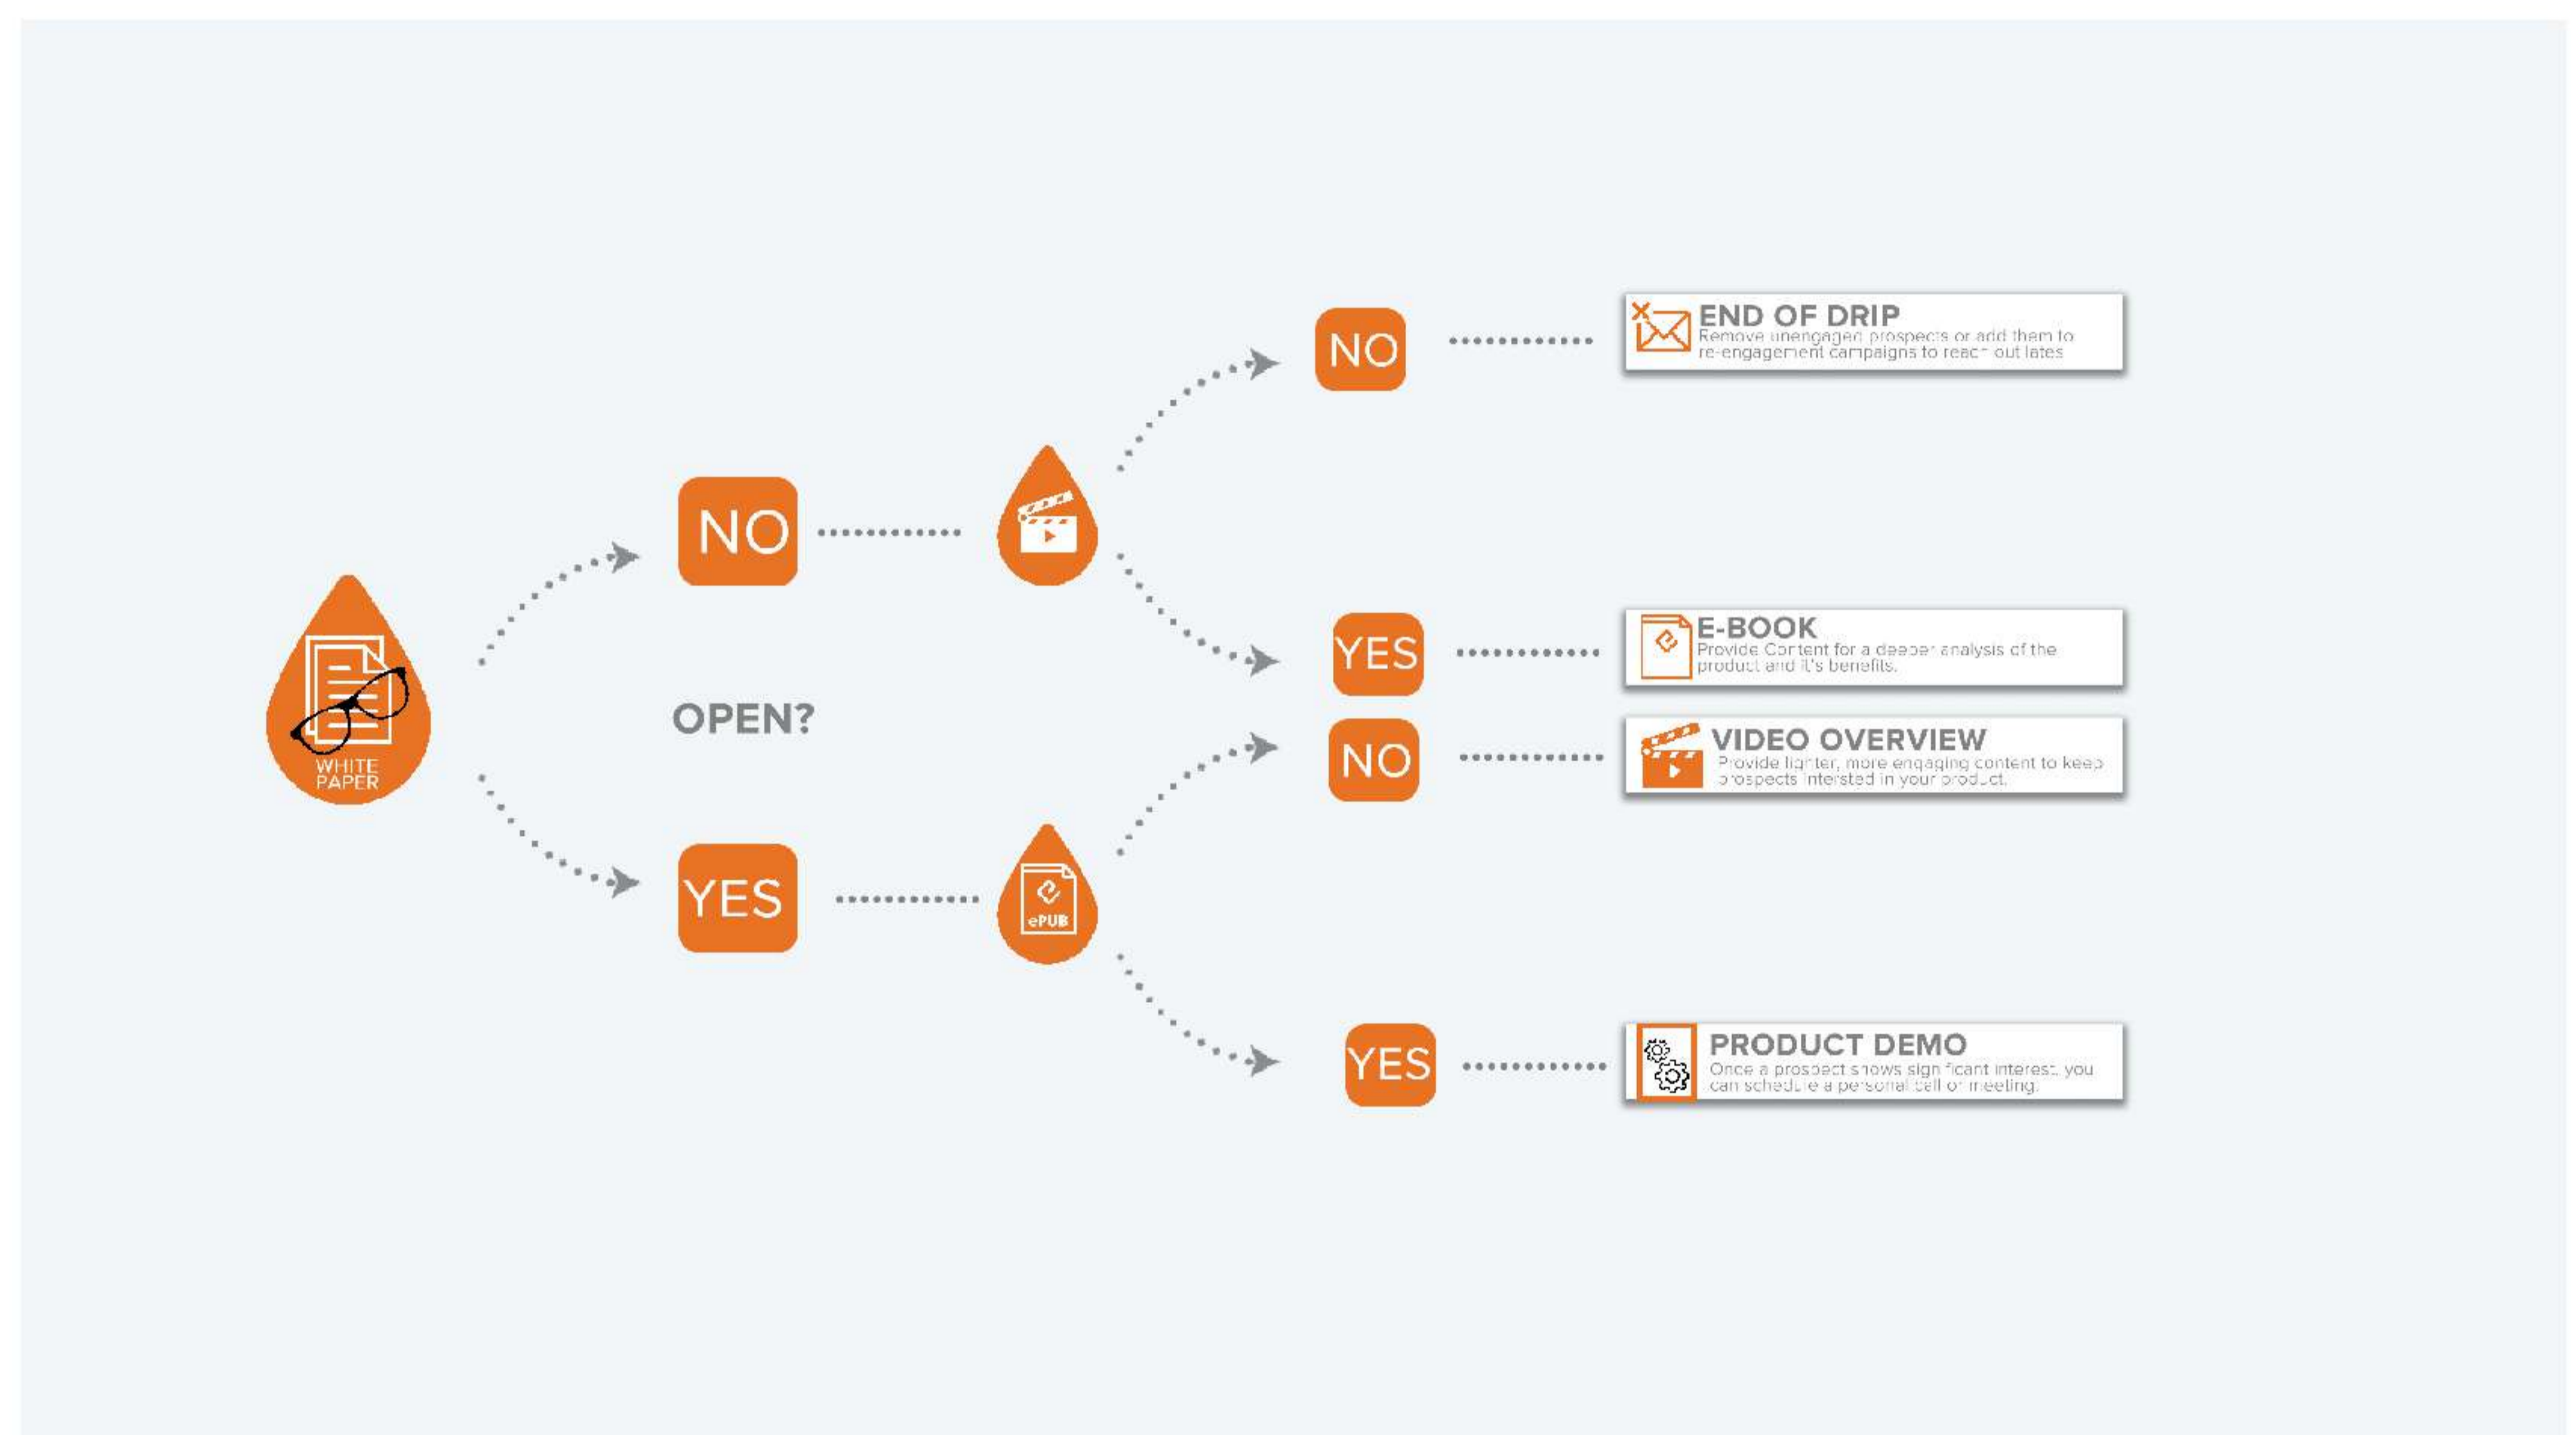 NO
END OF DRIP
Remove unengaged prospects or add them to
re-engagement campaigns to reach out lates
NO
YES
E-BOOK
Provide Content for a deeper analysis of the
product and it's benefits.
OPEN?
NO
VIDEO OVERVIEW
Provide lighter, more engaging content to keep
prospects intersted in your product.
WHITE
PAPER
YES
ePUB
YES
PRODUCT DEMO
Once a prospect shows significant interest, you
can schedule a personal call or meeting.